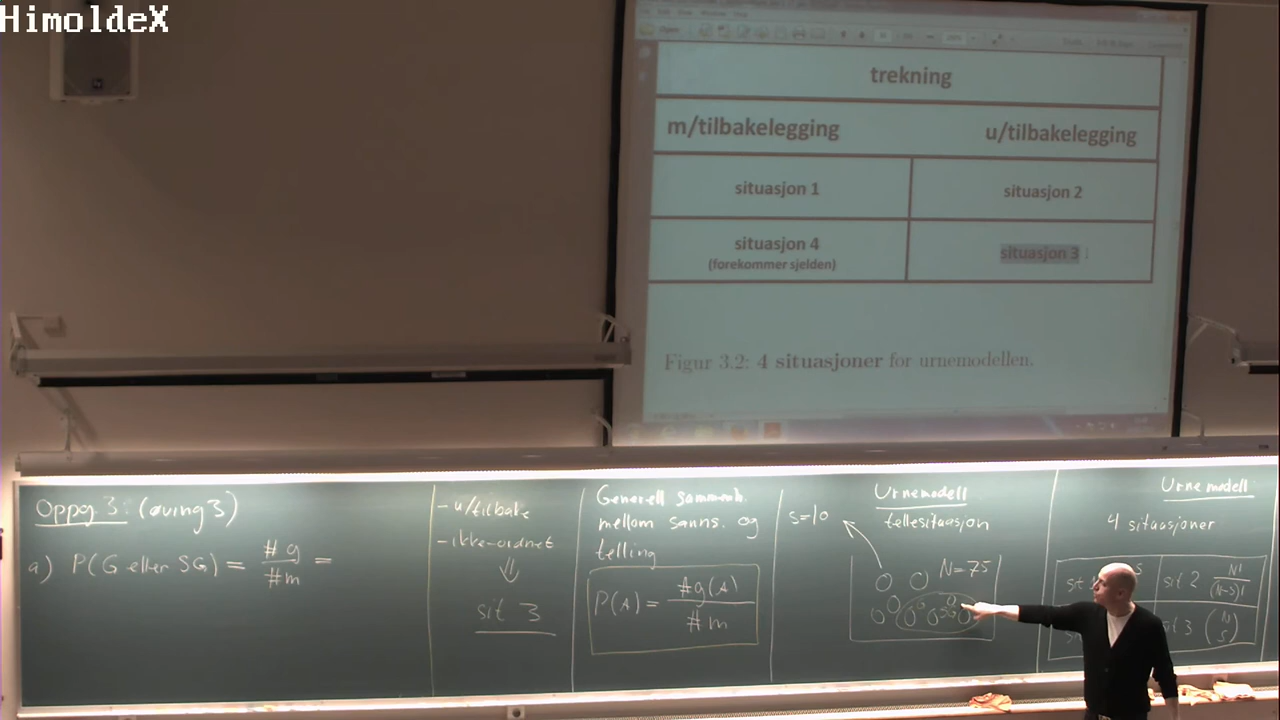 HimoldeX
trekning
m/tilbakelegging
u/tilbakelegging
situasjon 1
situasjon 2
situasjon 4
(forekommer sjelden)
situasjon 3
Figur 3.2: 4 situasjoner for urnemodellen.
Oppg. 3: (øving 3)
a) P(G eller SG) = #g / #m =
- u/tilbake
- ikke-ordnet
⇓
sit 3
Generell sammenh.
mellom sanns. og
telling
P(A) = #g(A) / #m
Urnemodell
tellesituasjon
s=10
N=75
Urnemodell
4 situasjoner
sit 2 N! / (N-s)!
sit 3 (N s)